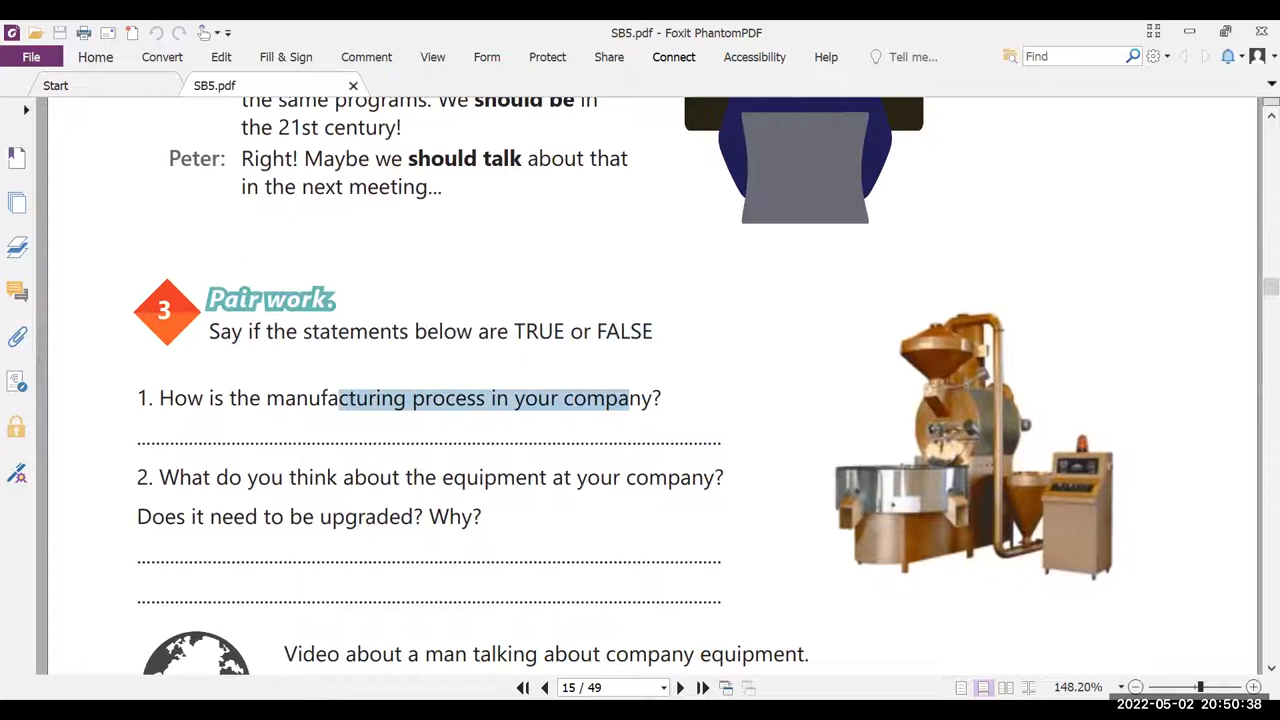 SB5.pdf - Foxit PhantomPDF
File Home Convert Edit Fill & Sign Comment View Form Protect Share Connect Accessibility Help Tell me... Find
Start SB5.pdf
the same programs. We should be in
the 21st century!
Peter: Right! Maybe we should talk about that
in the next meeting...
3 Pair work.
Say if the statements below are TRUE or FALSE
1. How is the manufacturing process in your company?
2. What do you think about the equipment at your company?
Does it need to be upgraded? Why?
Video about a man talking about company equipment.
15 / 49 148.20%
2022-05-02 20:50:38